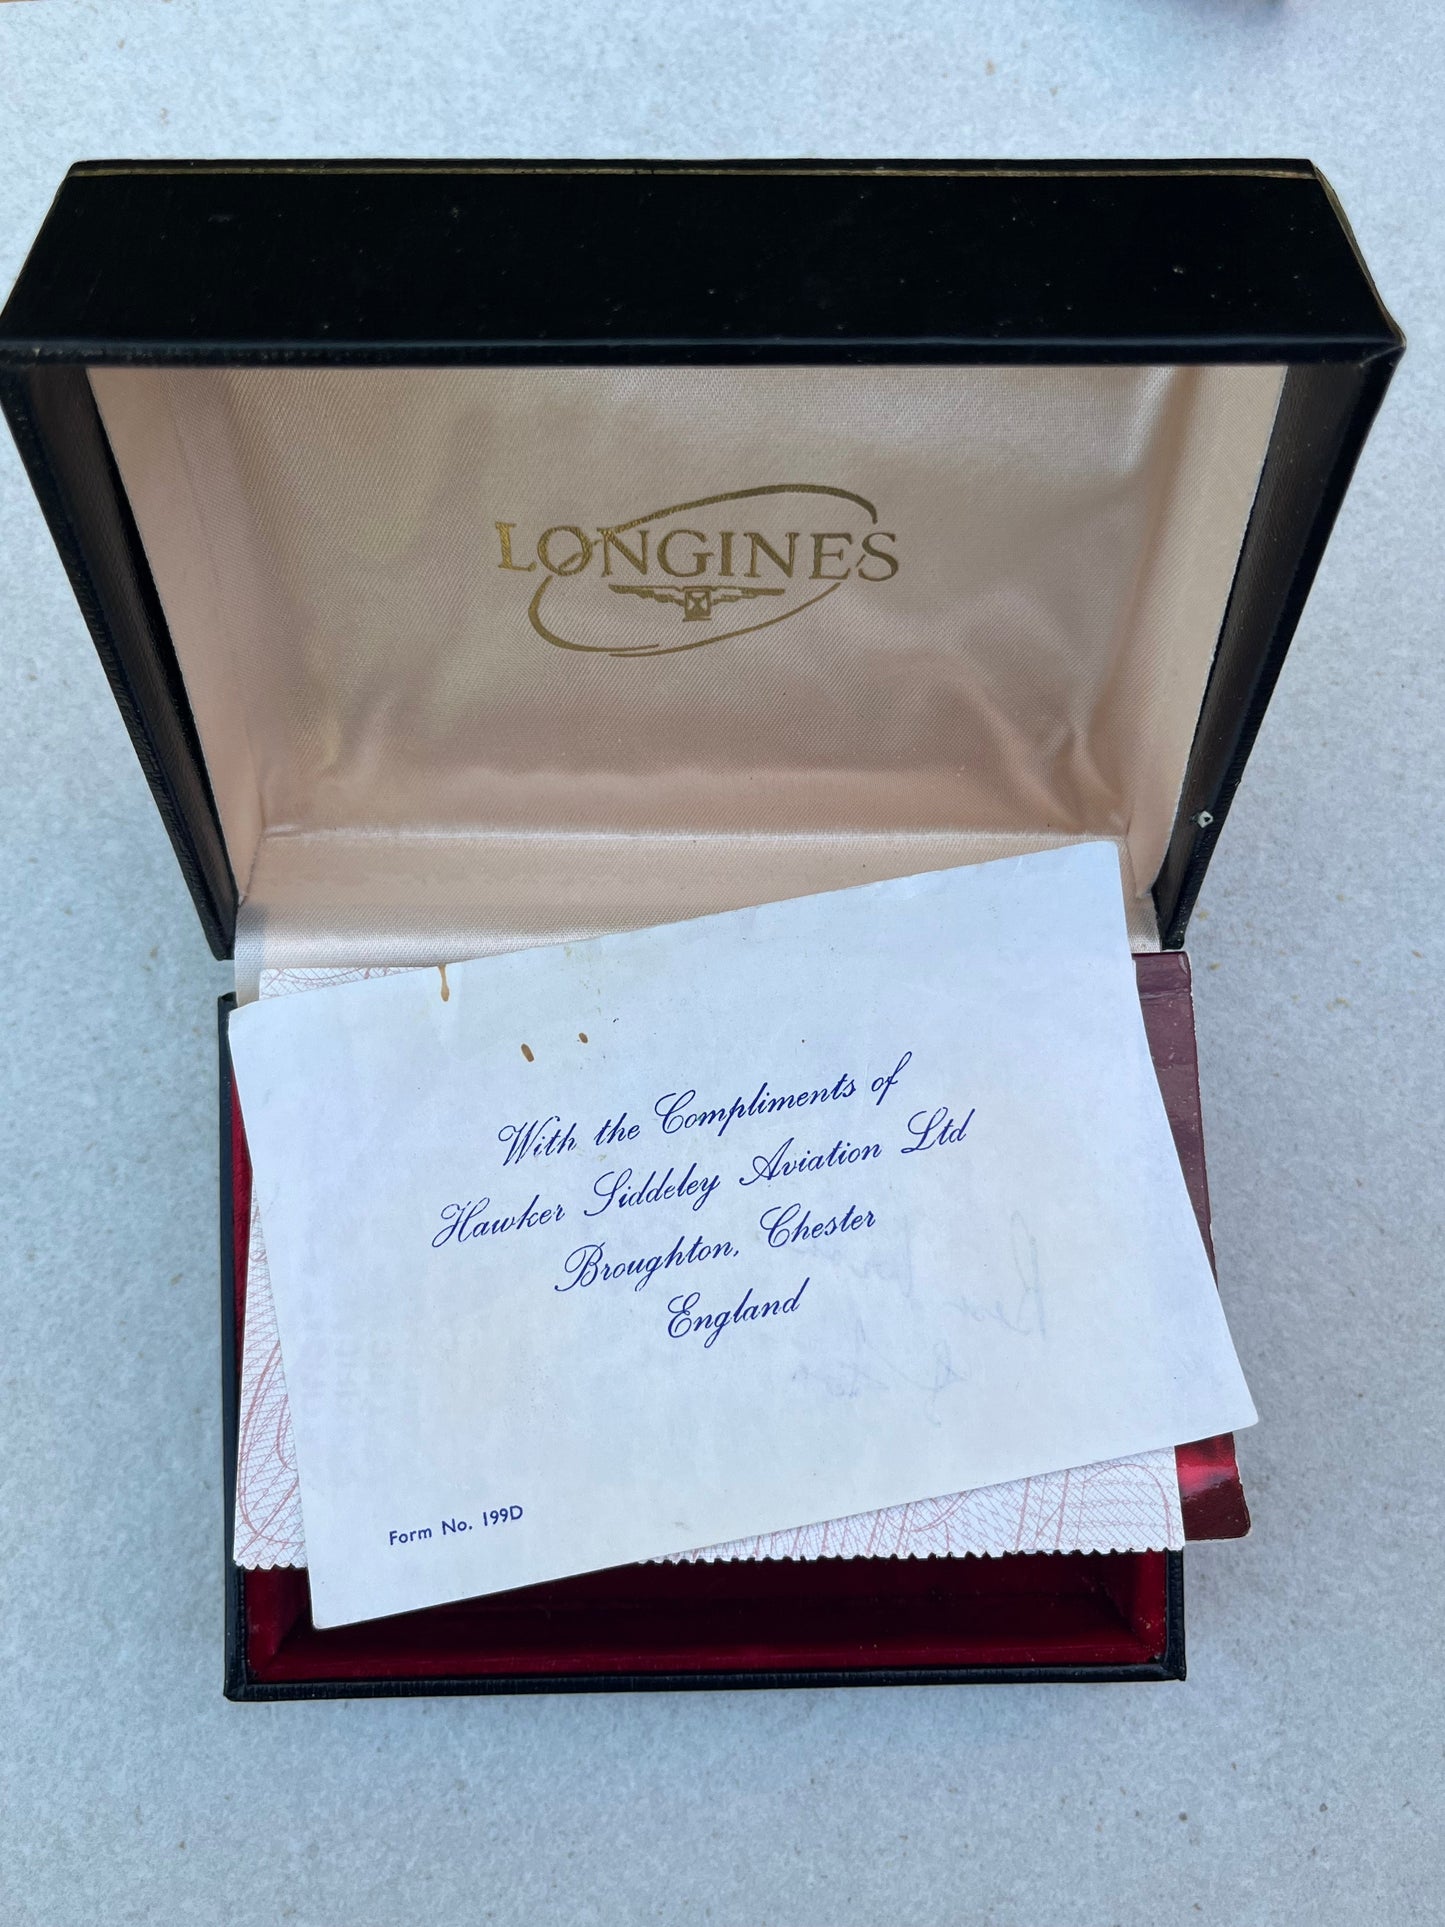 LONGINES
With the Compliments of
Hawker Siddeley Aviation Ltd
Broughton, Chester
England
Form No. 199D